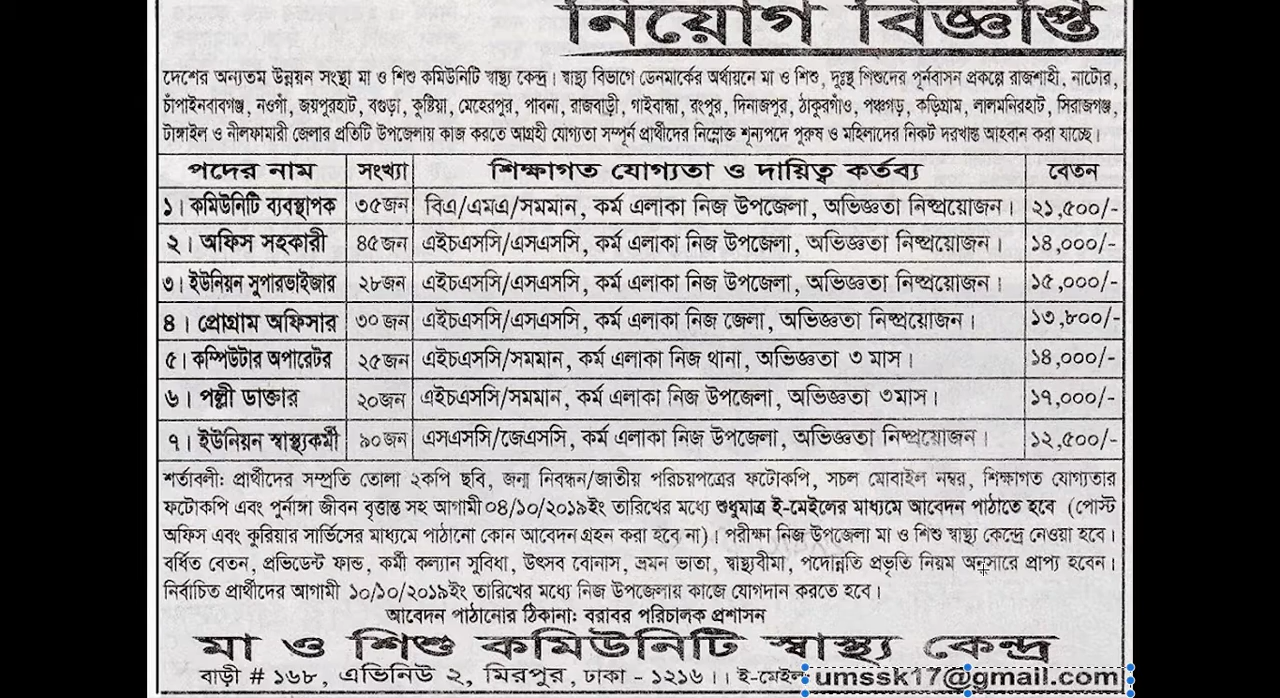 নিয়োগ বিজ্ঞপ্তি
দেশের অন্যতম উন্নয়ন সংস্থা মা ও শিশু কমিউনিটি স্বাস্থ্য কেন্দ্র। স্বাস্থ্য বিভাগে ডেনমার্কের অর্থায়নে মা ও শিশু, দুঃস্থ শিশুদের পূর্নবাসন প্রকল্পে রাজশাহী, নাটোর,
চাঁপাইনবাবগঞ্জ, নওগাঁ, জয়পুরহাট, বগুড়া, কুষ্টিয়া, মেহেরপুর, পাবনা, রাজবাড়ী, গাইবান্ধা, রংপুর, দিনাজপুর, ঠাকুরগাঁও, পঞ্চগড়, কড়িগ্রাম, লালমনিরহাট, সিরাজগঞ্জ,
টাঙ্গাইল ও নীলফামারী জেলার প্রতিটি উপজেলায় কাজ করতে আগ্রহী যোগ্যতা সম্পূর্ন প্রার্থীদের নিম্লোক্ত শূন্যপদে পুরুষ ও মহিলাদের নিকট দরখাস্ত আহবান করা যাচ্ছে।
পদের নাম সংখ্যা শিক্ষাগত যোগ্যতা ও দায়িত্ব কর্তব্য বেতন
১। কমিউনিটি ব্যবস্থাপক ৩৫জন বিএ/এমএ/সমমান, কর্ম এলাকা নিজ উপজেলা, অভিজ্ঞতা নিষ্প্রয়োজন। ২১,৫০০/-
২। অফিস সহকারী ৪৫জন এইচএসসি/এসএসসি, কর্ম এলাকা নিজ উপজেলা, অভিজ্ঞতা নিষ্প্রয়োজন। ১৪,০০০/-
৩। ইউনিয়ন সুপারভাইজার ২৮জন এইচএসসি/এসএসসি, কর্ম এলাকা নিজ উপজেলা, অভিজ্ঞতা নিষ্প্রয়োজন। ১৫,০০০/-
৪। প্রোগ্রাম অফিসার ৩০জন এইচএসসি/এসএসসি, কর্ম এলাকা নিজ জেলা, অভিজ্ঞতা নিষ্প্রয়োজন। ১৩,৮০০/-
৫। কম্পিউটার অপারেটর ২৫জন এইচএসসি/সমমান, কর্ম এলাকা নিজ থানা, অভিজ্ঞতা ৩ মাস। ১৪,০০০/-
৬। পল্লী ডাক্তার ২০জন এইচএসসি/সমমান, কর্ম এলাকা নিজ উপজেলা, অভিজ্ঞতা ৩মাস। ১৭,০০০/-
৭। ইউনিয়ন স্বাস্থ্যকর্মী ৯০জন এসএসসি/জেএসসি, কর্ম এলাকা নিজ উপজেলা, অভিজ্ঞতা নিষ্প্রয়োজন। ১২,৫০০/-
শর্তাবলী: প্রার্থীদের সম্প্রতি তোলা ২কপি ছবি, জন্ম নিবন্ধন/জাতীয় পরিচয়পত্রের ফটোকপি, সচল মোবাইল নম্বর, শিক্ষাগত যোগ্যতার
ফটোকপি এবং পুর্নাঙ্গা জীবন বৃত্তান্ত সহ আগামী ০৪/১০/২০১৯ইং তারিখের মধ্যে শুধুমাত্র ই-মেইলের মাধ্যমে আবেদন পাঠাতে হবে (পোস্ট
অফিস এবং কুরিয়ার সার্ভিসের মাধ্যমে পাঠানো কোন আবেদন গ্রহন করা হবে না)। পরীক্ষা নিজ উপজেলা মা ও শিশু স্বাস্থ্য কেন্দ্রে নেওয়া হবে।
বর্ধিত বেতন, প্রভিডেন্ট ফান্ড, কর্মী কল্যান সুবিধা, উৎসব বোনাস, ভ্রমন ভাতা, স্বাস্থ্যবীমা, পদোন্নতি প্রভৃতি নিয়ম অনুসারে প্রাপ্য হবেন।
নির্বাচিত প্রার্থীদের আগামী ১০/১০/২০১৯ইং তারিখের মধ্যে নিজ উপজেলায় কাজে যোগদান করতে হবে।
আবেদন পাঠানোর ঠিকানা: বরাবর পরিচালক প্রশাসন
মা ও শিশু কমিউনিটি স্বাস্থ্য কেন্দ্র
বাড়ী # ১৬৮, এভিনিউ ২, মিরপুর, ঢাকা - ১২১৬।। ই-মেইল umssk17@gmail.com